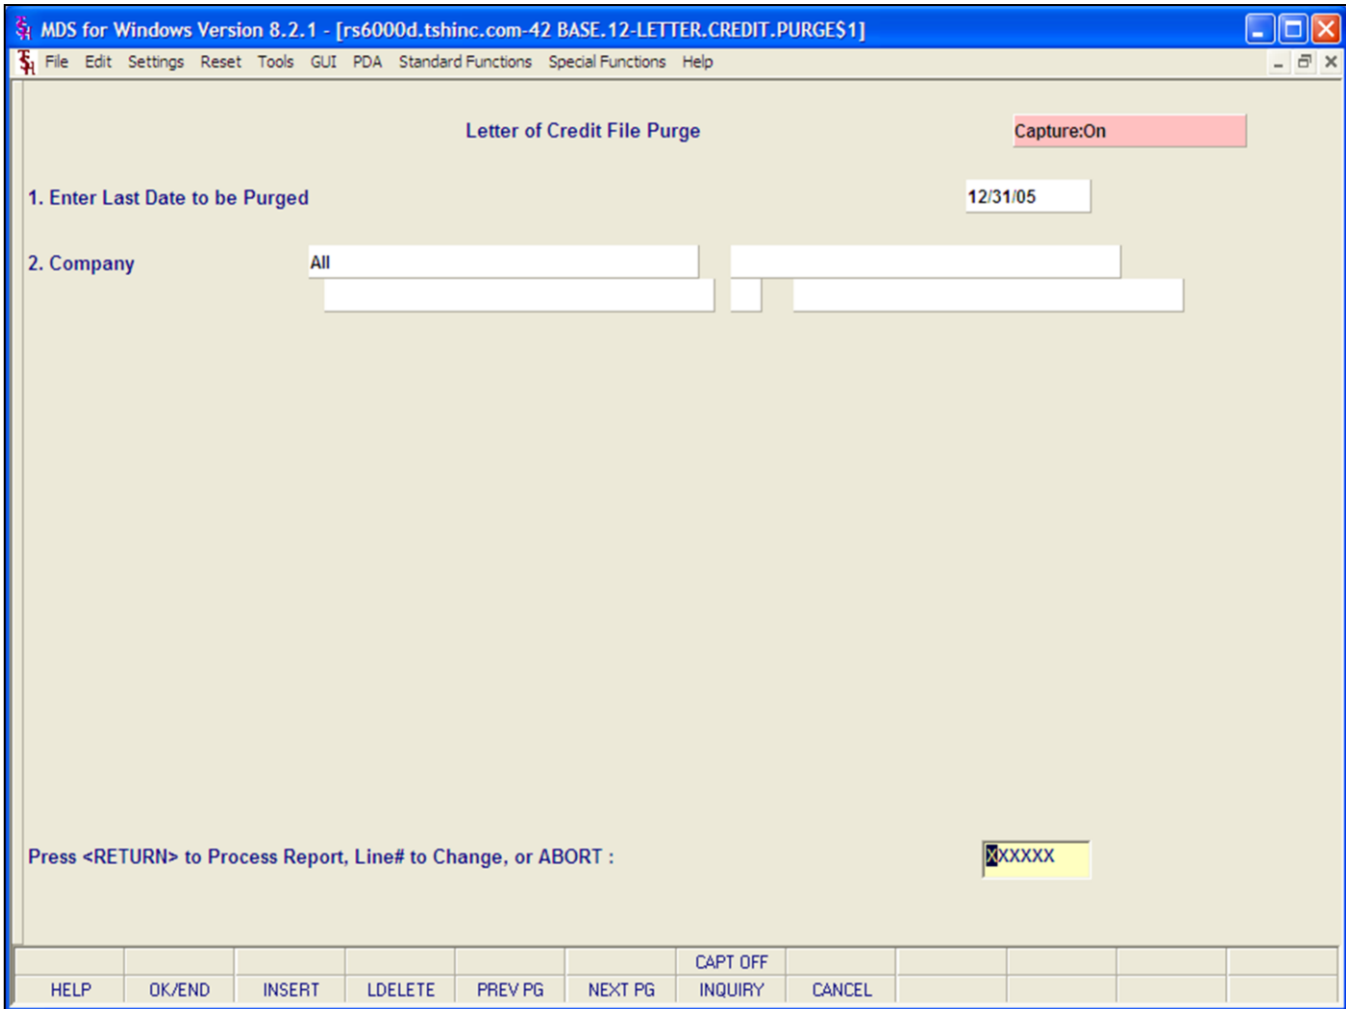 MDS for Windows Version 8.2.1 - [rs6000d.tshinc.com-42 BASE.12-LETTER.CREDIT.PURGE$1]
File Edit Settings Reset Tools GUI PDA Standard Functions Special Functions Help
Letter of Credit File Purge Capture:On
1. Enter Last Date to be Purged 12/31/05
2. Company All
Press <RETURN> to Process Report, Line# to Change, or ABORT : XXXXXX
CAPT OFF
HELP OK/END INSERT LDELETE PREV PG NEXT PG INQUIRY CANCEL